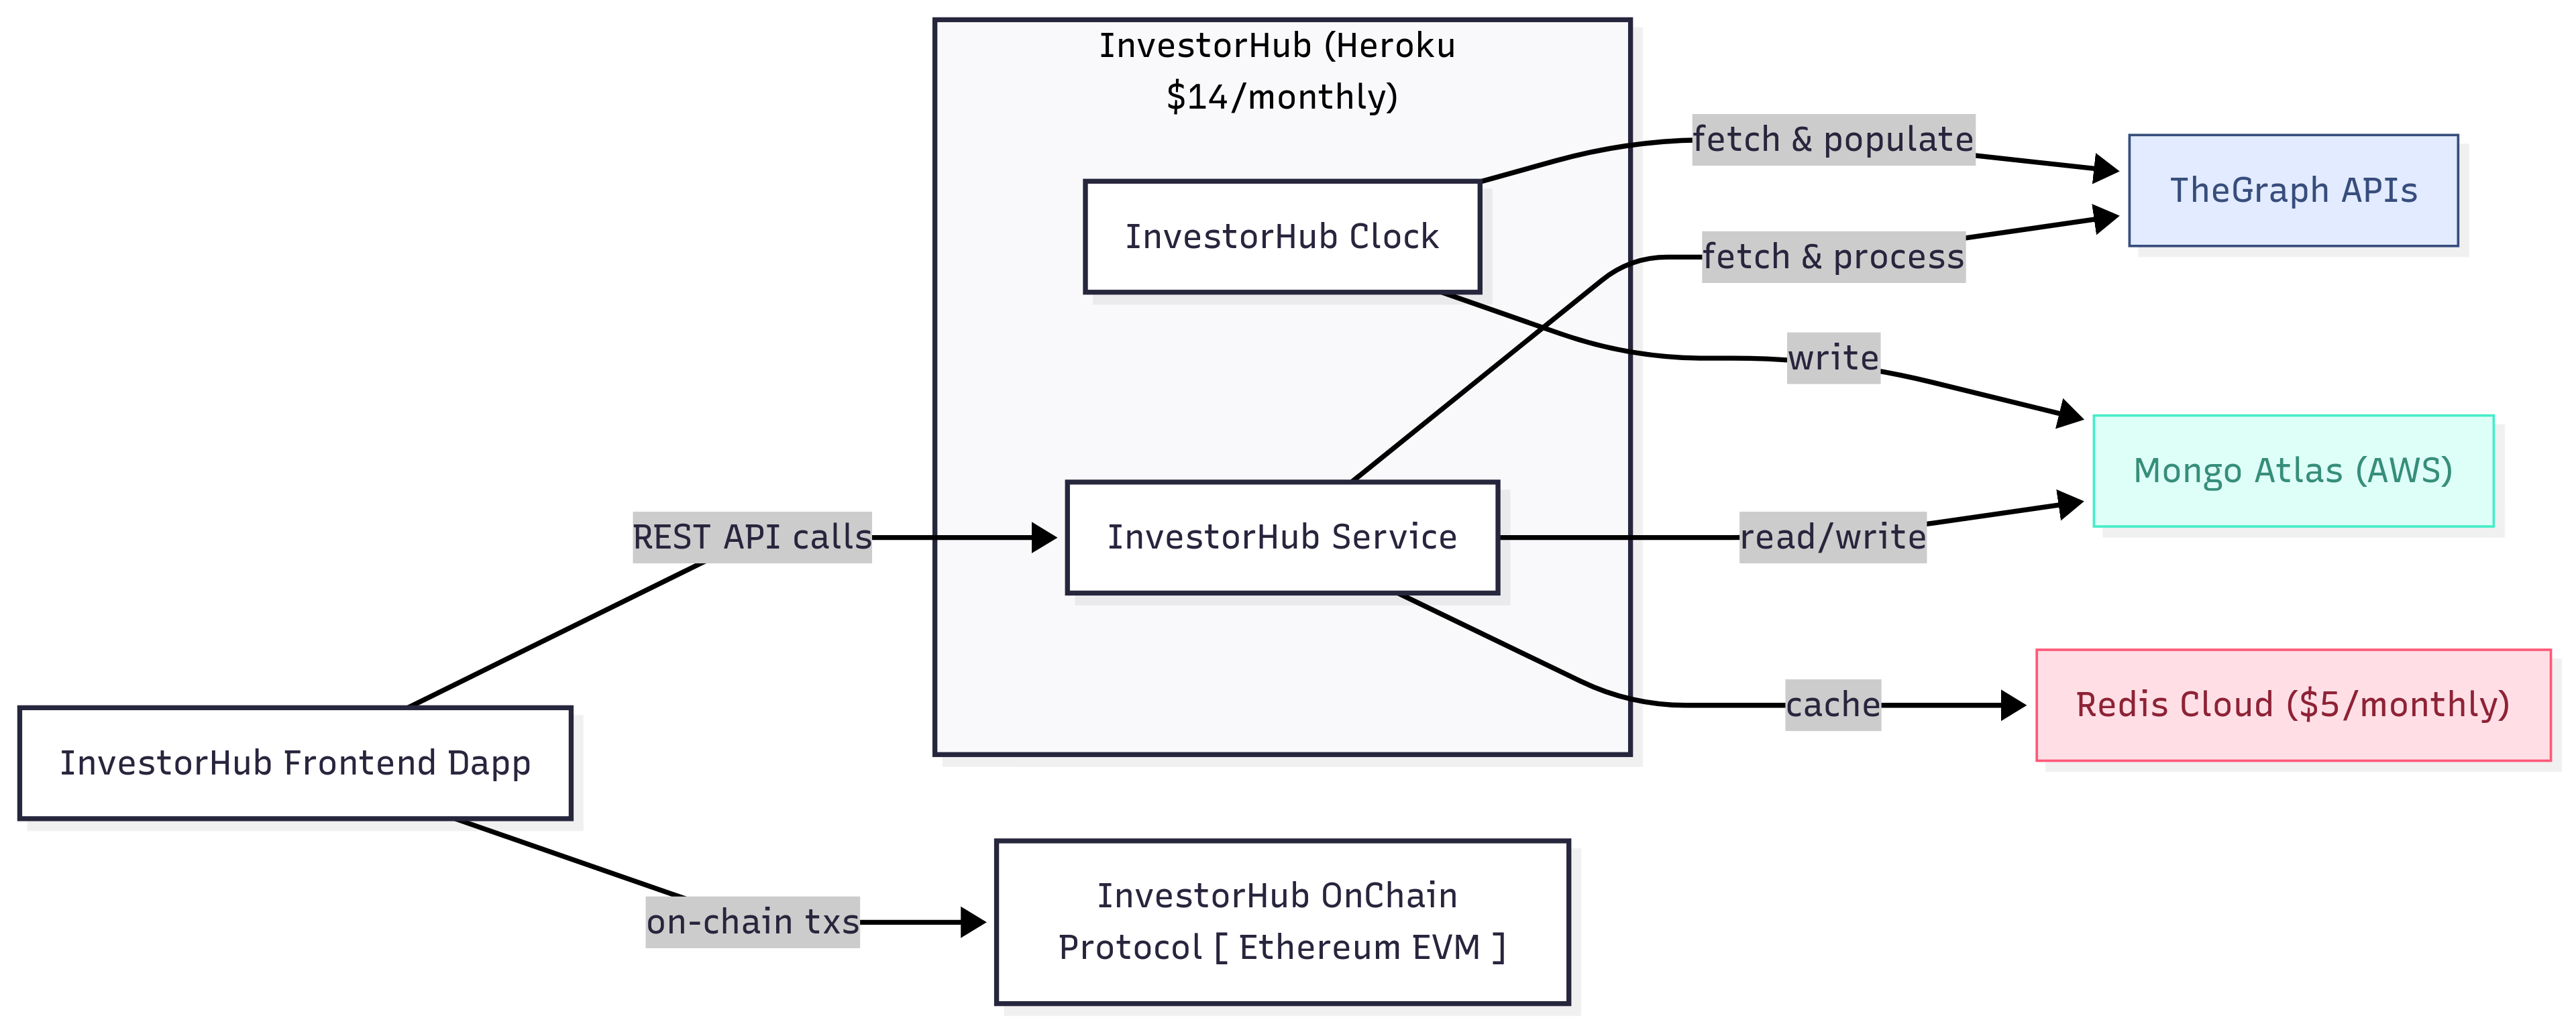 InvestorHub (Heroku
$14/monthly)
fetch & populate
TheGraph APIs
InvestorHub Clock
fetch & process
write
Mongo Atlas (AWS)
REST API calls
InvestorHub Service
read/write
cache
Redis Cloud ($5/monthly)
InvestorHub Frontend Dapp
on-chain txs
InvestorHub OnChain
Protocol [ Ethereum EVM ]